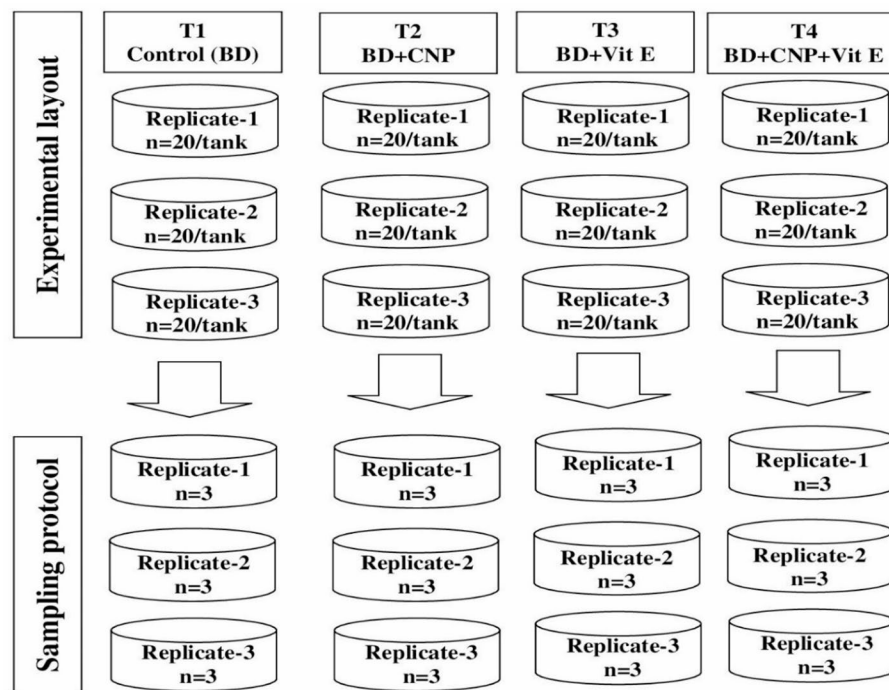 Experimental layout
T1
Control (BD)
T2
BD+CNP
T3
BD+Vit E
T4
BD+CNP+Vit E
Replicate-1
n=20/tank
Replicate-1
n=20/tank
Replicate-1
n=20/tank
Replicate-1
n=20/tank
Replicate-2
n=20/tank
Replicate-2
n=20/tank
Replicate-2
n=20/tank
Replicate-2
n=20/tank
Replicate-3
n=20/tank
Replicate-3
n=20/tank
Replicate-3
n=20/tank
Replicate-3
n=20/tank
Sampling protocol
Replicate-1
n=3
Replicate-1
n=3
Replicate-1
n=3
Replicate-1
n=3
Replicate-2
n=3
Replicate-2
n=3
Replicate-2
n=3
Replicate-2
n=3
Replicate-3
n=3
Replicate-3
n=3
Replicate-3
n=3
Replicate-3
n=3